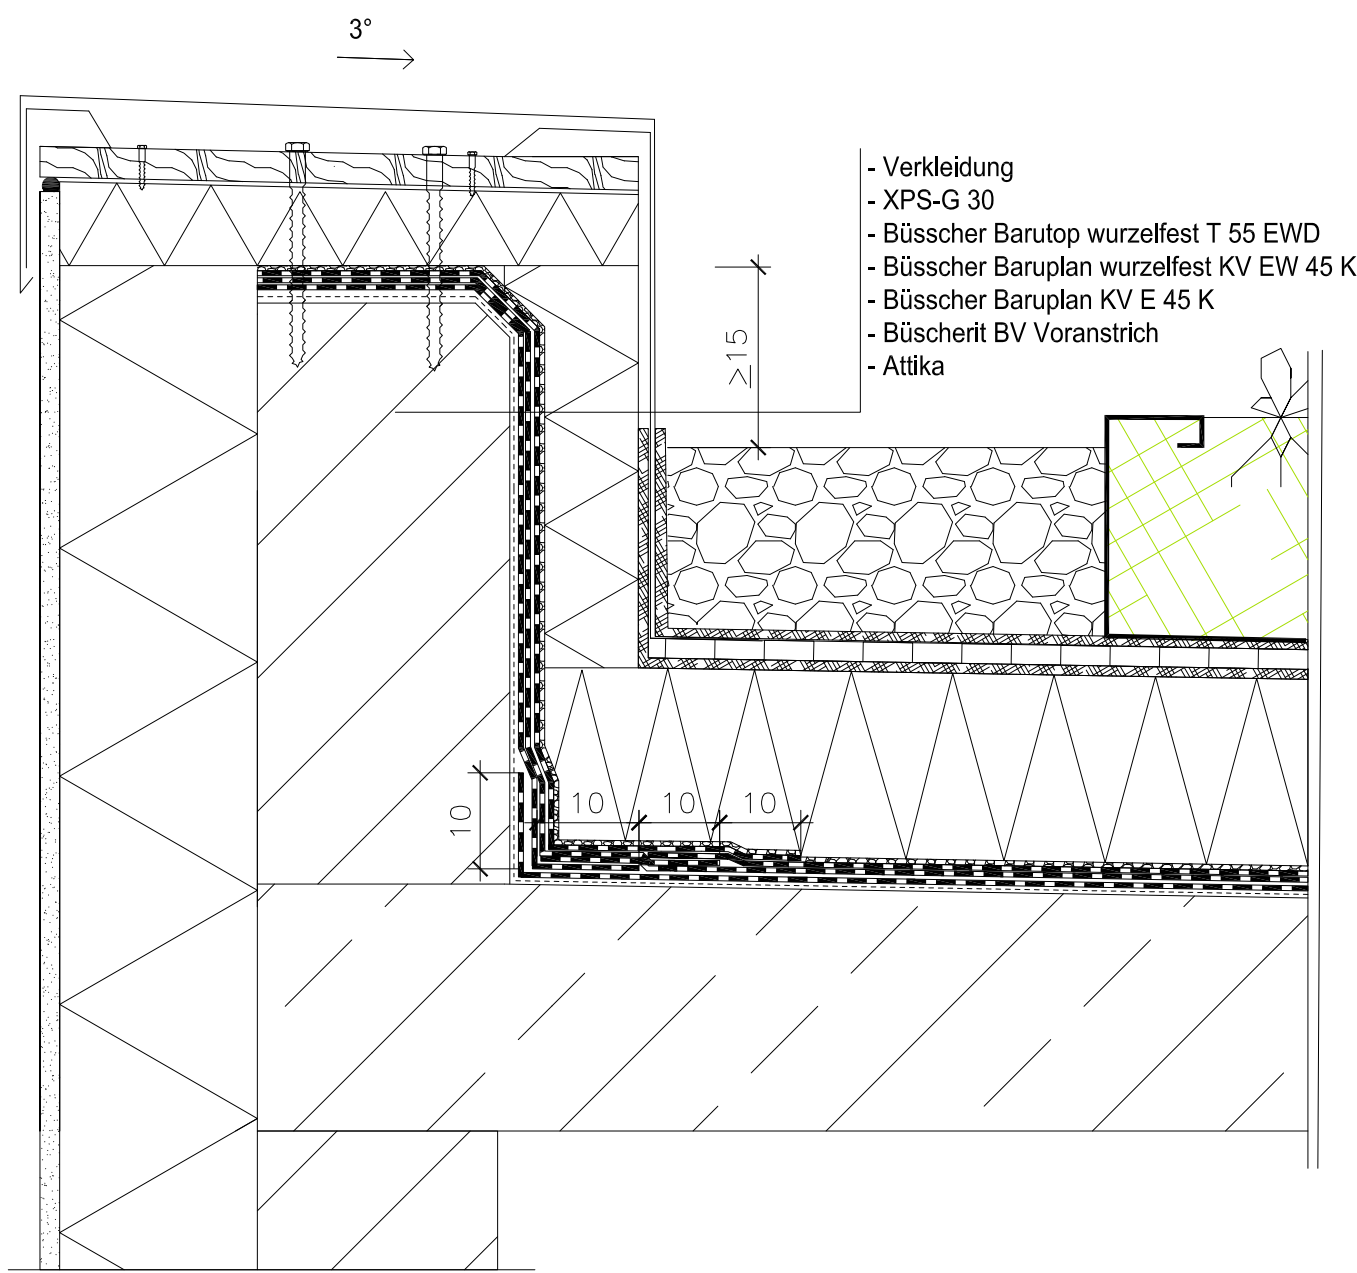 3°
- Verkleidung
- XPS-G 30
- Büsscher Barutop wurzelfest T 55 EWD
- Büsscher Baruplan wurzelfest KV EW 45 K
- Büsscher Baruplan KV E 45 K
- Büscherit BV Voranstrich
- Attika
≥15
10
10
10
10